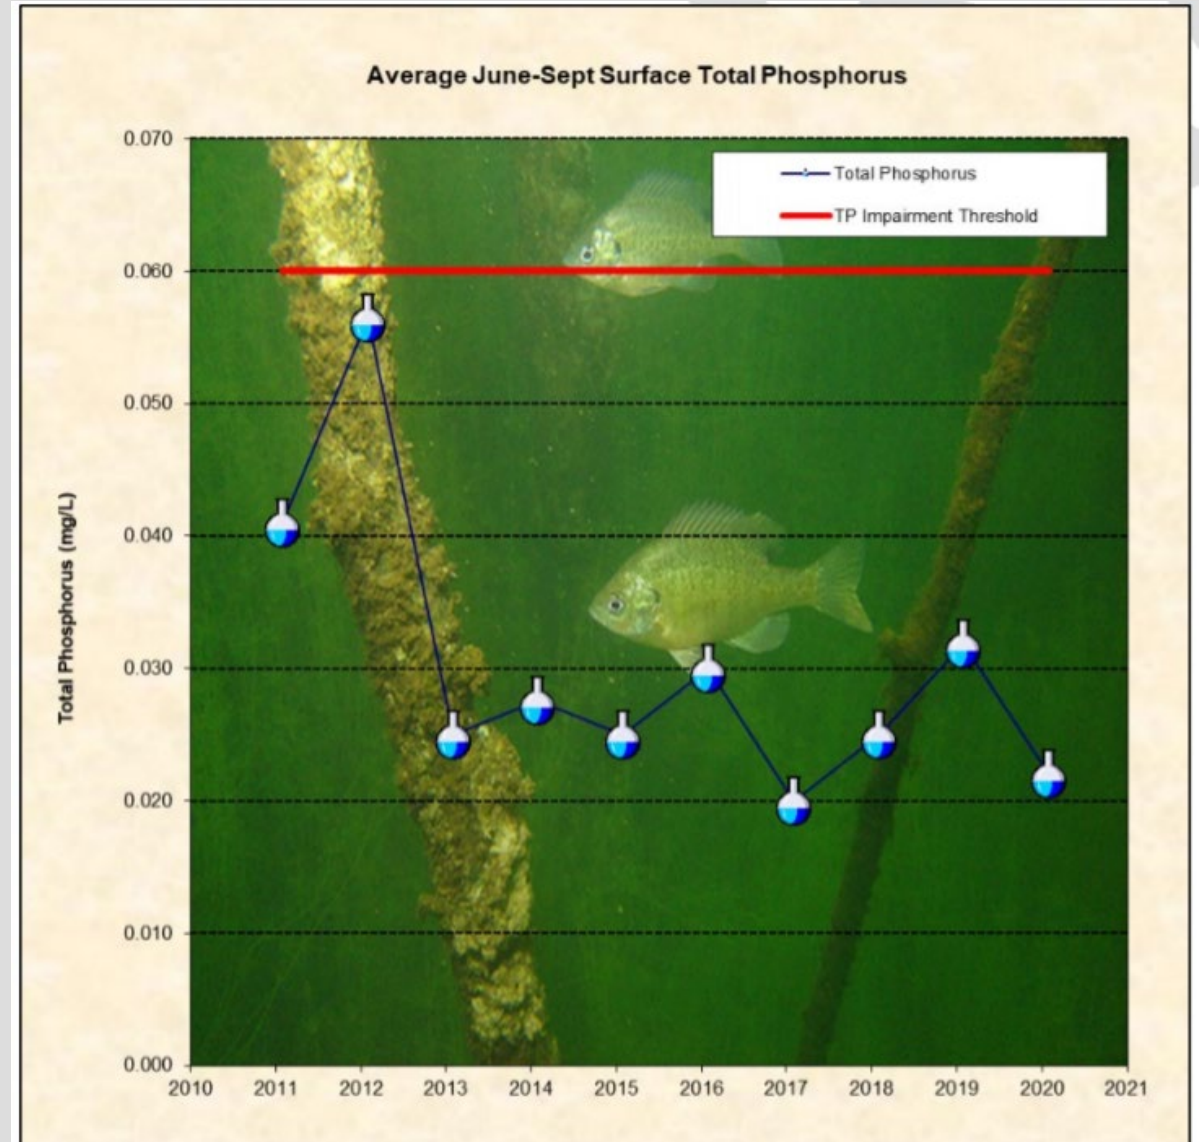 Average June-Sept Surface Total Phosphorus
Total Phosphorus
TP Impairment Threshold
Total Phosphorus (mg/L)
0.070
0.060
0.050
0.040
0.030
0.020
0.010
0.000
2010 2011 2012 2013 2014 2015 2016 2017 2018 2019 2020 2021